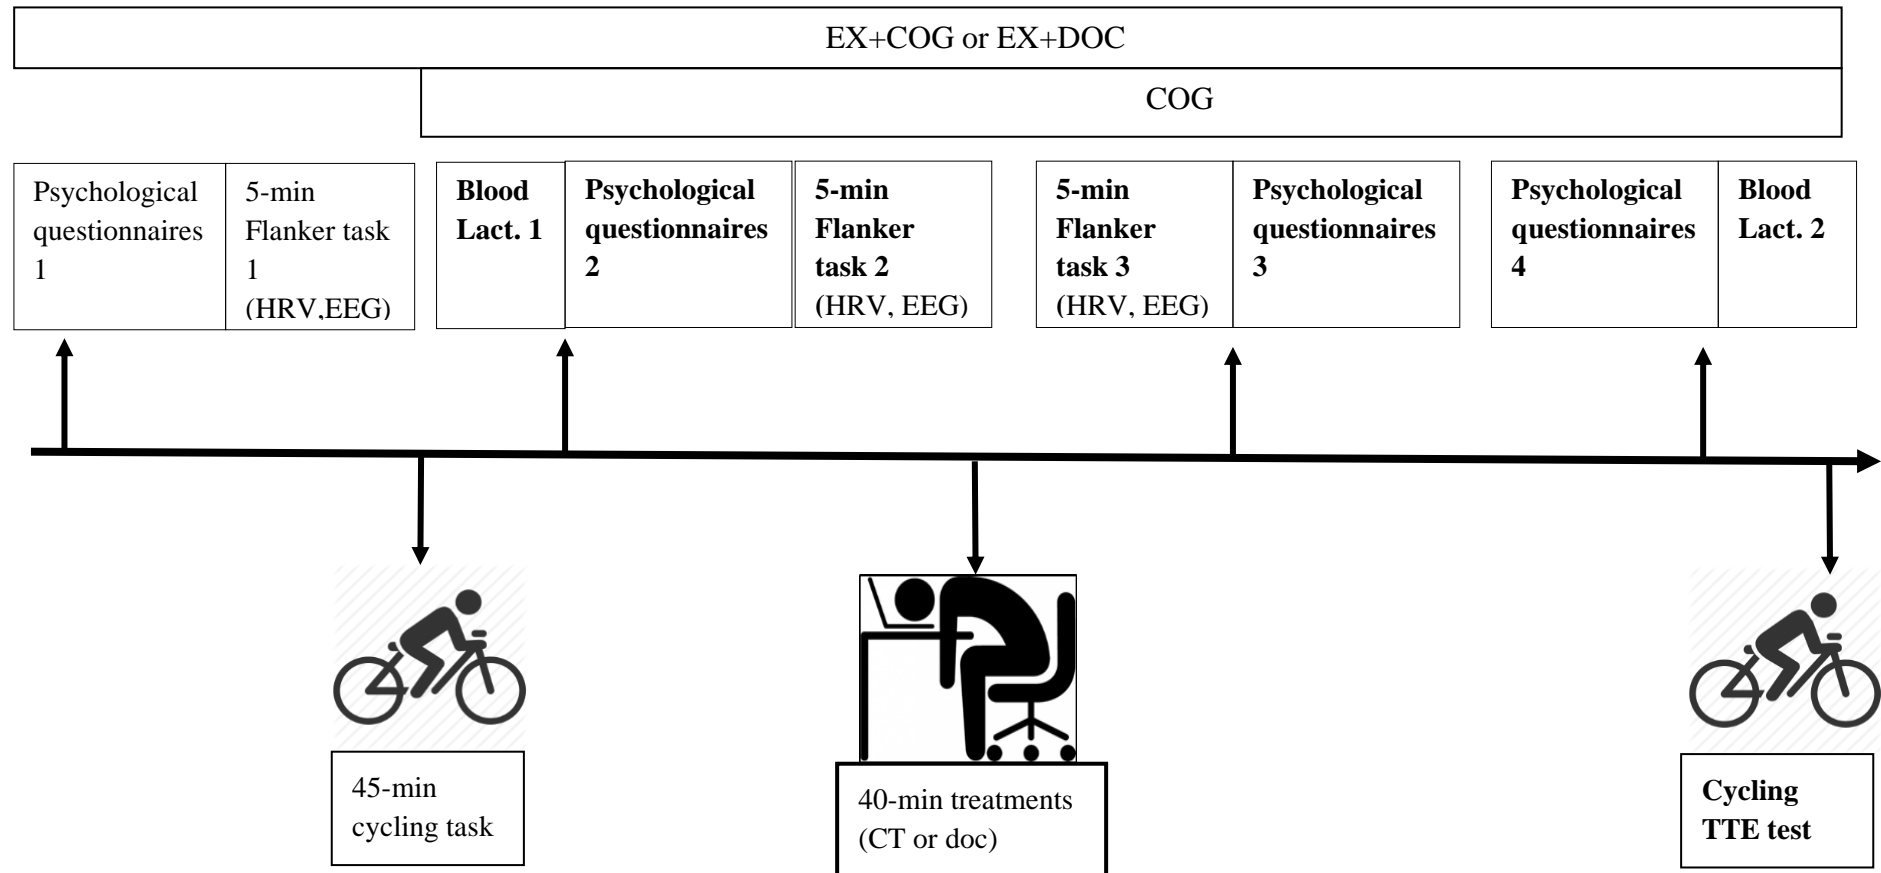 EX+COG or EX+DOC
COG
Psychological
questionnaires
1
5-min
Flanker task
1
(HRV,EEG)
Blood
Lact. 1
Psychological
questionnaires
2
5-min
Flanker
task 2
(HRV, EEG)
5-min
Flanker
task 3
(HRV, EEG)
Psychological
questionnaires
3
Psychological
questionnaires
4
Blood
Lact. 2
45-min
cycling task
40-min treatments
(CT or doc)
Cycling
TTE test